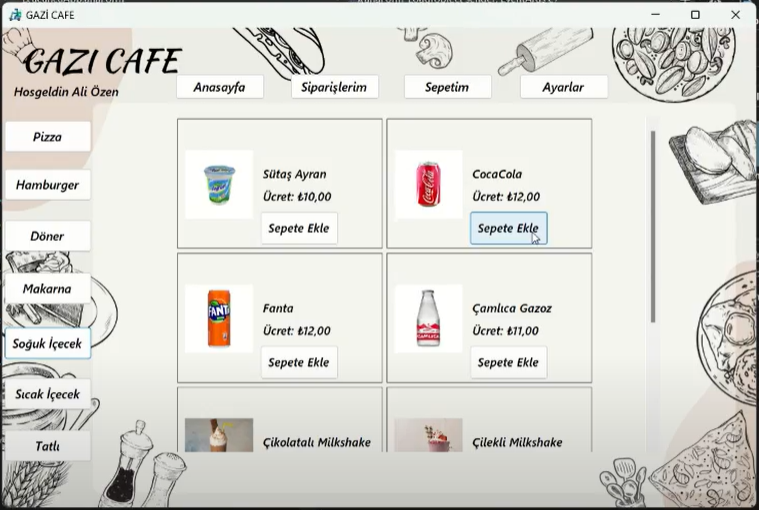 GAZİ CAFE
GAZI CAFE
Hosgeldin Ali Özen
Anasayfa
Siparişlerim
Sepetim
Ayarlar
Pizza
Hamburger
Döner
Makarna
Soğuk İçecek
Sıcak İçecek
Tatlı
Sütaş Ayran
Ücret: ₺10,00
Sepete Ekle
CocaCola
Ücret: ₺12,00
Sepete Ekle
Fanta
Ücret: ₺12,00
Sepete Ekle
Çamlıca Gazoz
Ücret: ₺11,00
Sepete Ekle
Çikolatalı Milkshake
Çilekli Milkshake
FANTA